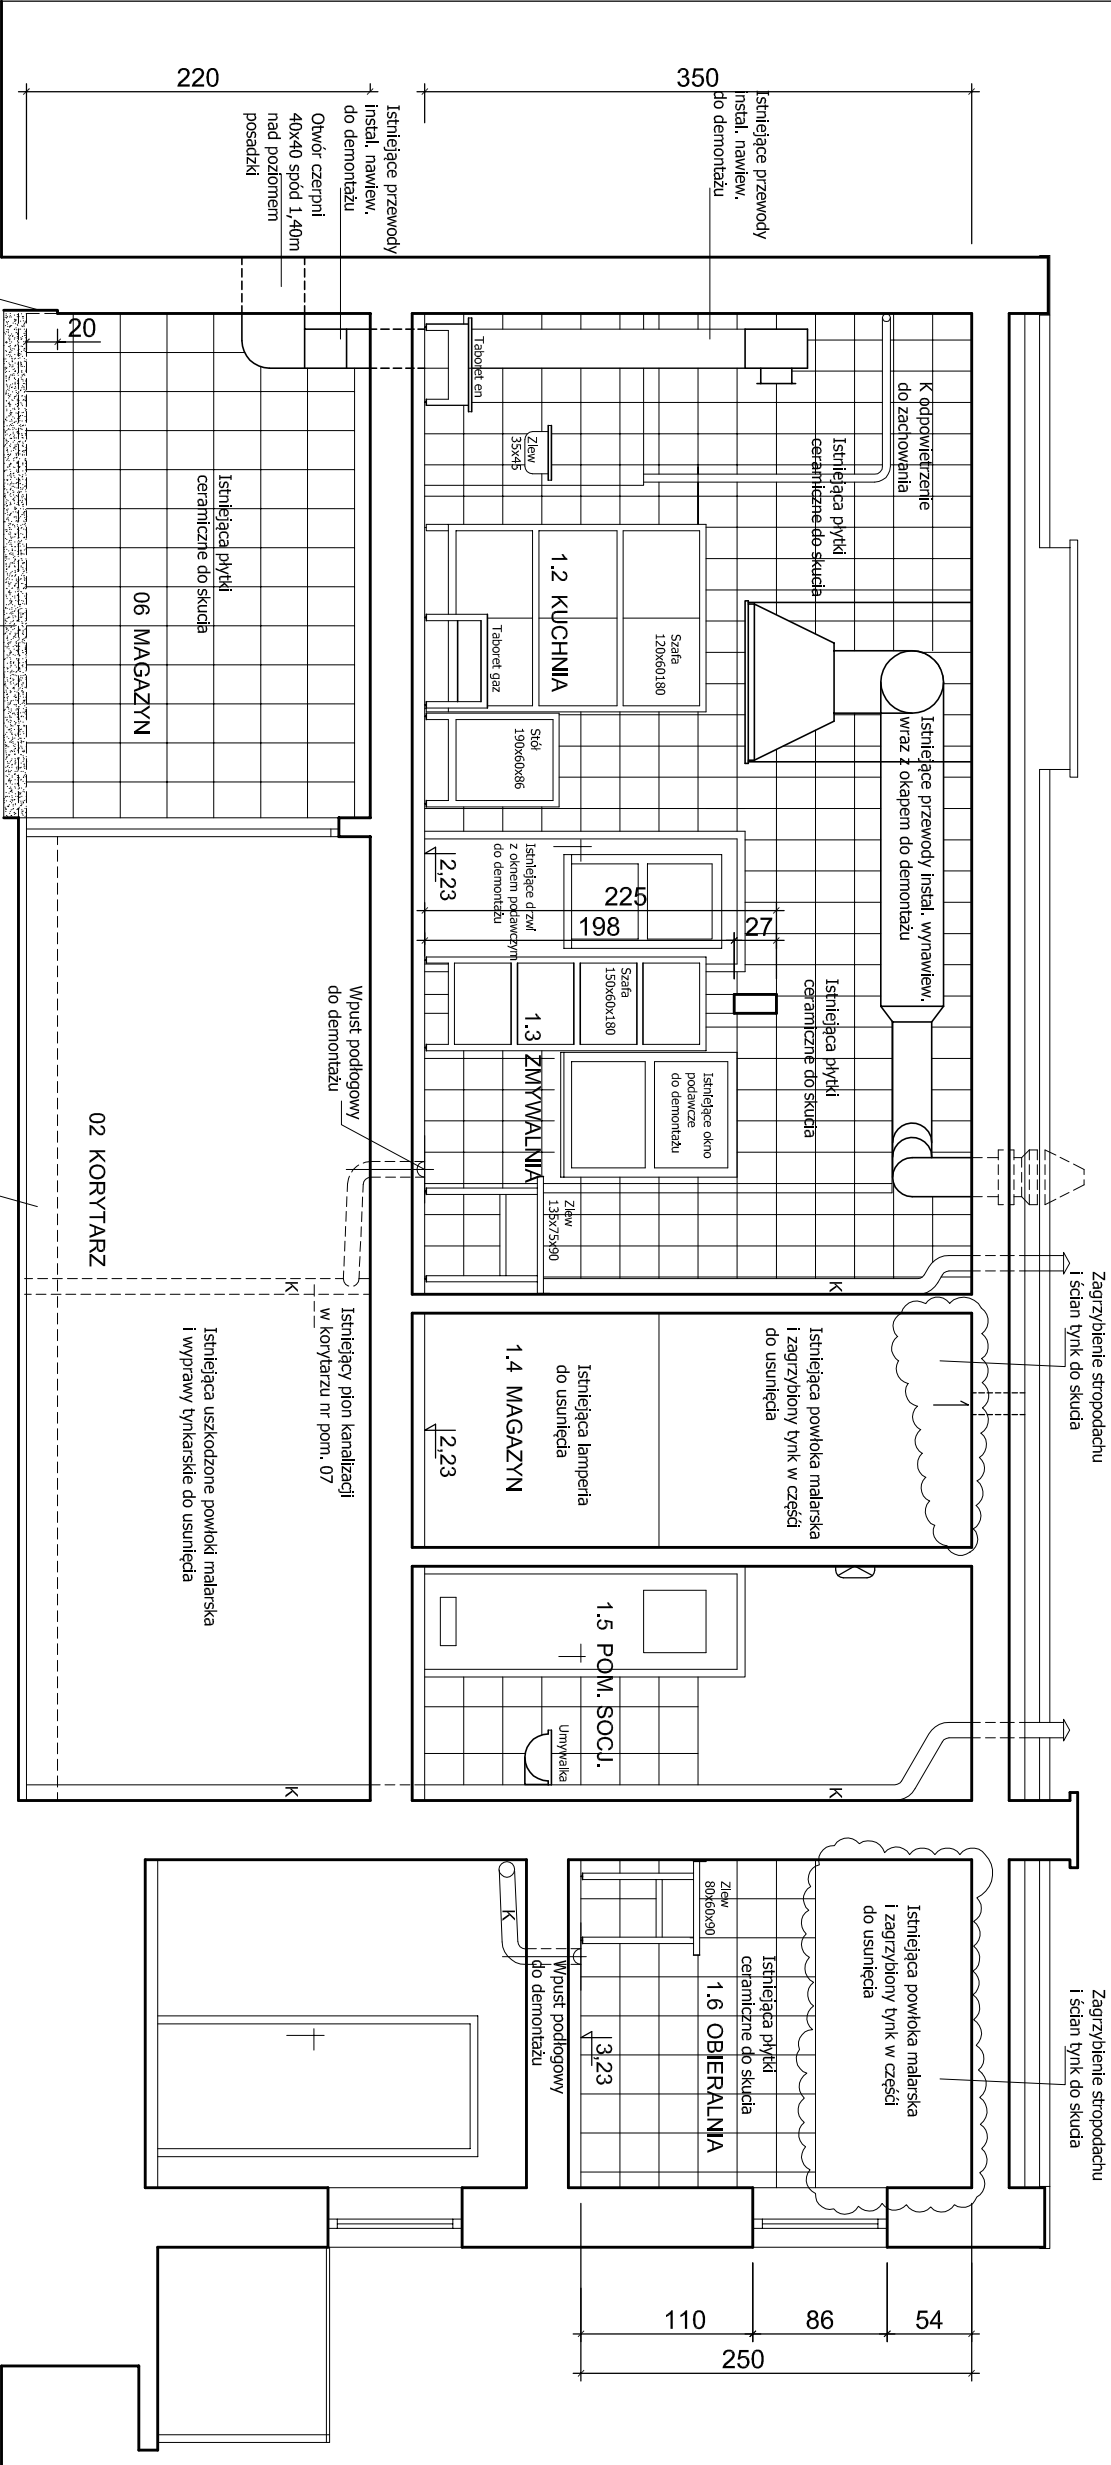 220
350
Istniejące przewody
instal. nawiew.
do demontażu
Otwór czerpni
40x40 spód 1,40m
nad poziomem
posadzki
Istniejące przewody
instal. nawiew.
do demontażu
20
Taboret en
Zlew
35x45
K odpowietrzenie
do zachowania
Istniejąca płytki
ceramiczne do skucia
Istniejąca płytki
ceramiczne do skucia
06 MAGAZYN
1.2 KUCHNIA
Szafa
120x60180
Taboret gaz
Stół
190x60x86
Istniejące przewody instal. wynawiew.
wraz z okapem do demontażu
Istniejące drzwi
z oknem podawczym
do demontażu
2,23
225
198
27
Szafa
150x60x180
1.3 ZMYWALNIA
Istniejąca płytki
ceramiczne do skucia
Istniejące okno
podawcze
do demontażu
Wpust podłogowy
do demontażu
Zlew
135x75x90
02 KORYTARZ
K
K
Istniejący pion kanalizacji
w korytarzu nr pom. 07
Istniejąca uszkodzone powłoki malarska
i wyprawy tynkarskie do usunięcia
Zagrzybienie stropodachu
i ścian tynk do skucia
Istniejąca powłoka malarska
i zagrzybiony tynk w częśći
do usunięcia
Istniejąca lamperia
do usunięcia
1.4 MAGAZYN
2,23
1.5 POM. SOCJ.
Umywalka
K
K
Zagrzybienie stropodachu
i ścian tynk do skucia
Istniejąca powłoka malarska
i zagrzybiony tynk w częśći
do usunięcia
Zlew
80x60x90
Istniejąca płytki
ceramiczne do skucia
1.6 OBIERALNIA
3,23
K
Wpust podłogowy
do demontażu
110
86
54
250